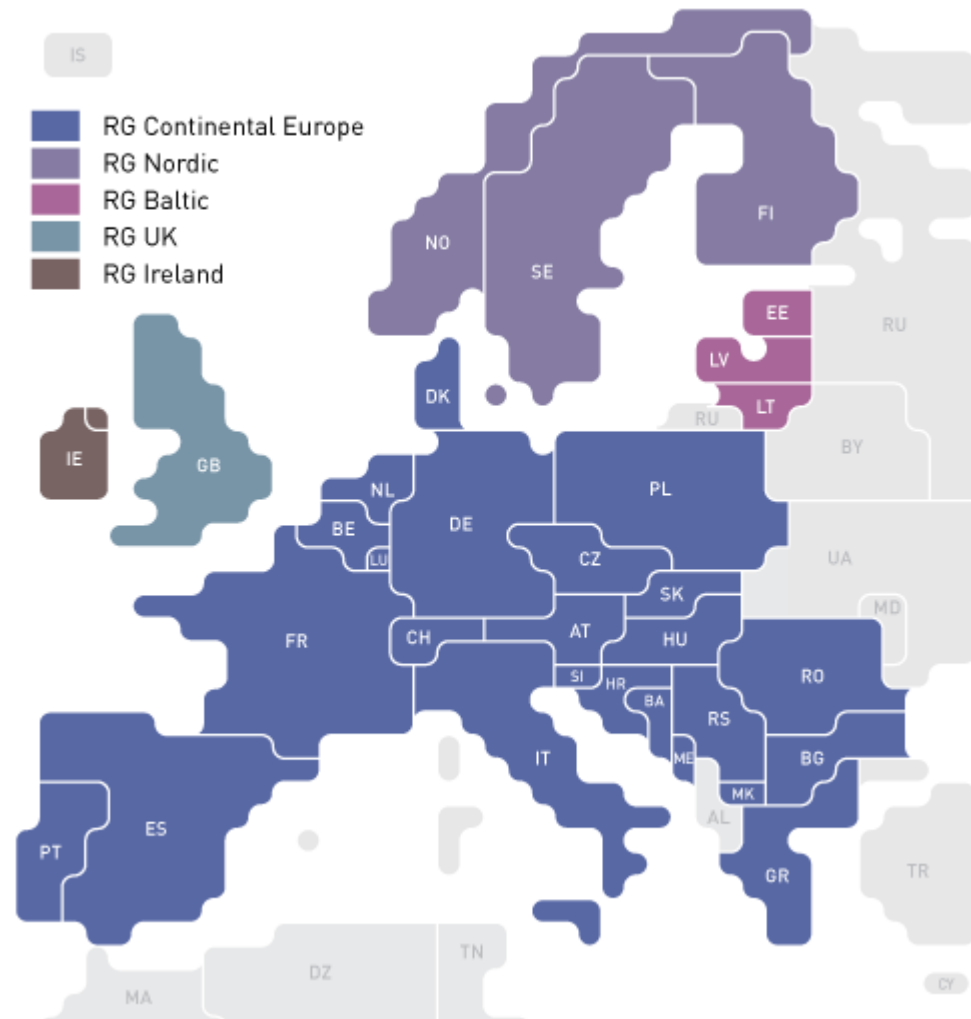 IS
RG Continental Europe
RG Nordic
RG Baltic
RG UK
RG Ireland
NO
SE
FI
EE
RU
LV
LT
RU
DK
BY
IE
GB
NL
PL
BE
DE
LU
CZ
UA
SK
MD
FR
CH
AT
HU
SI
HR
RO
BA
RS
IT
ME
BG
MK
AL
PT
ES
GR
TR
TN
DZ
MA
CY